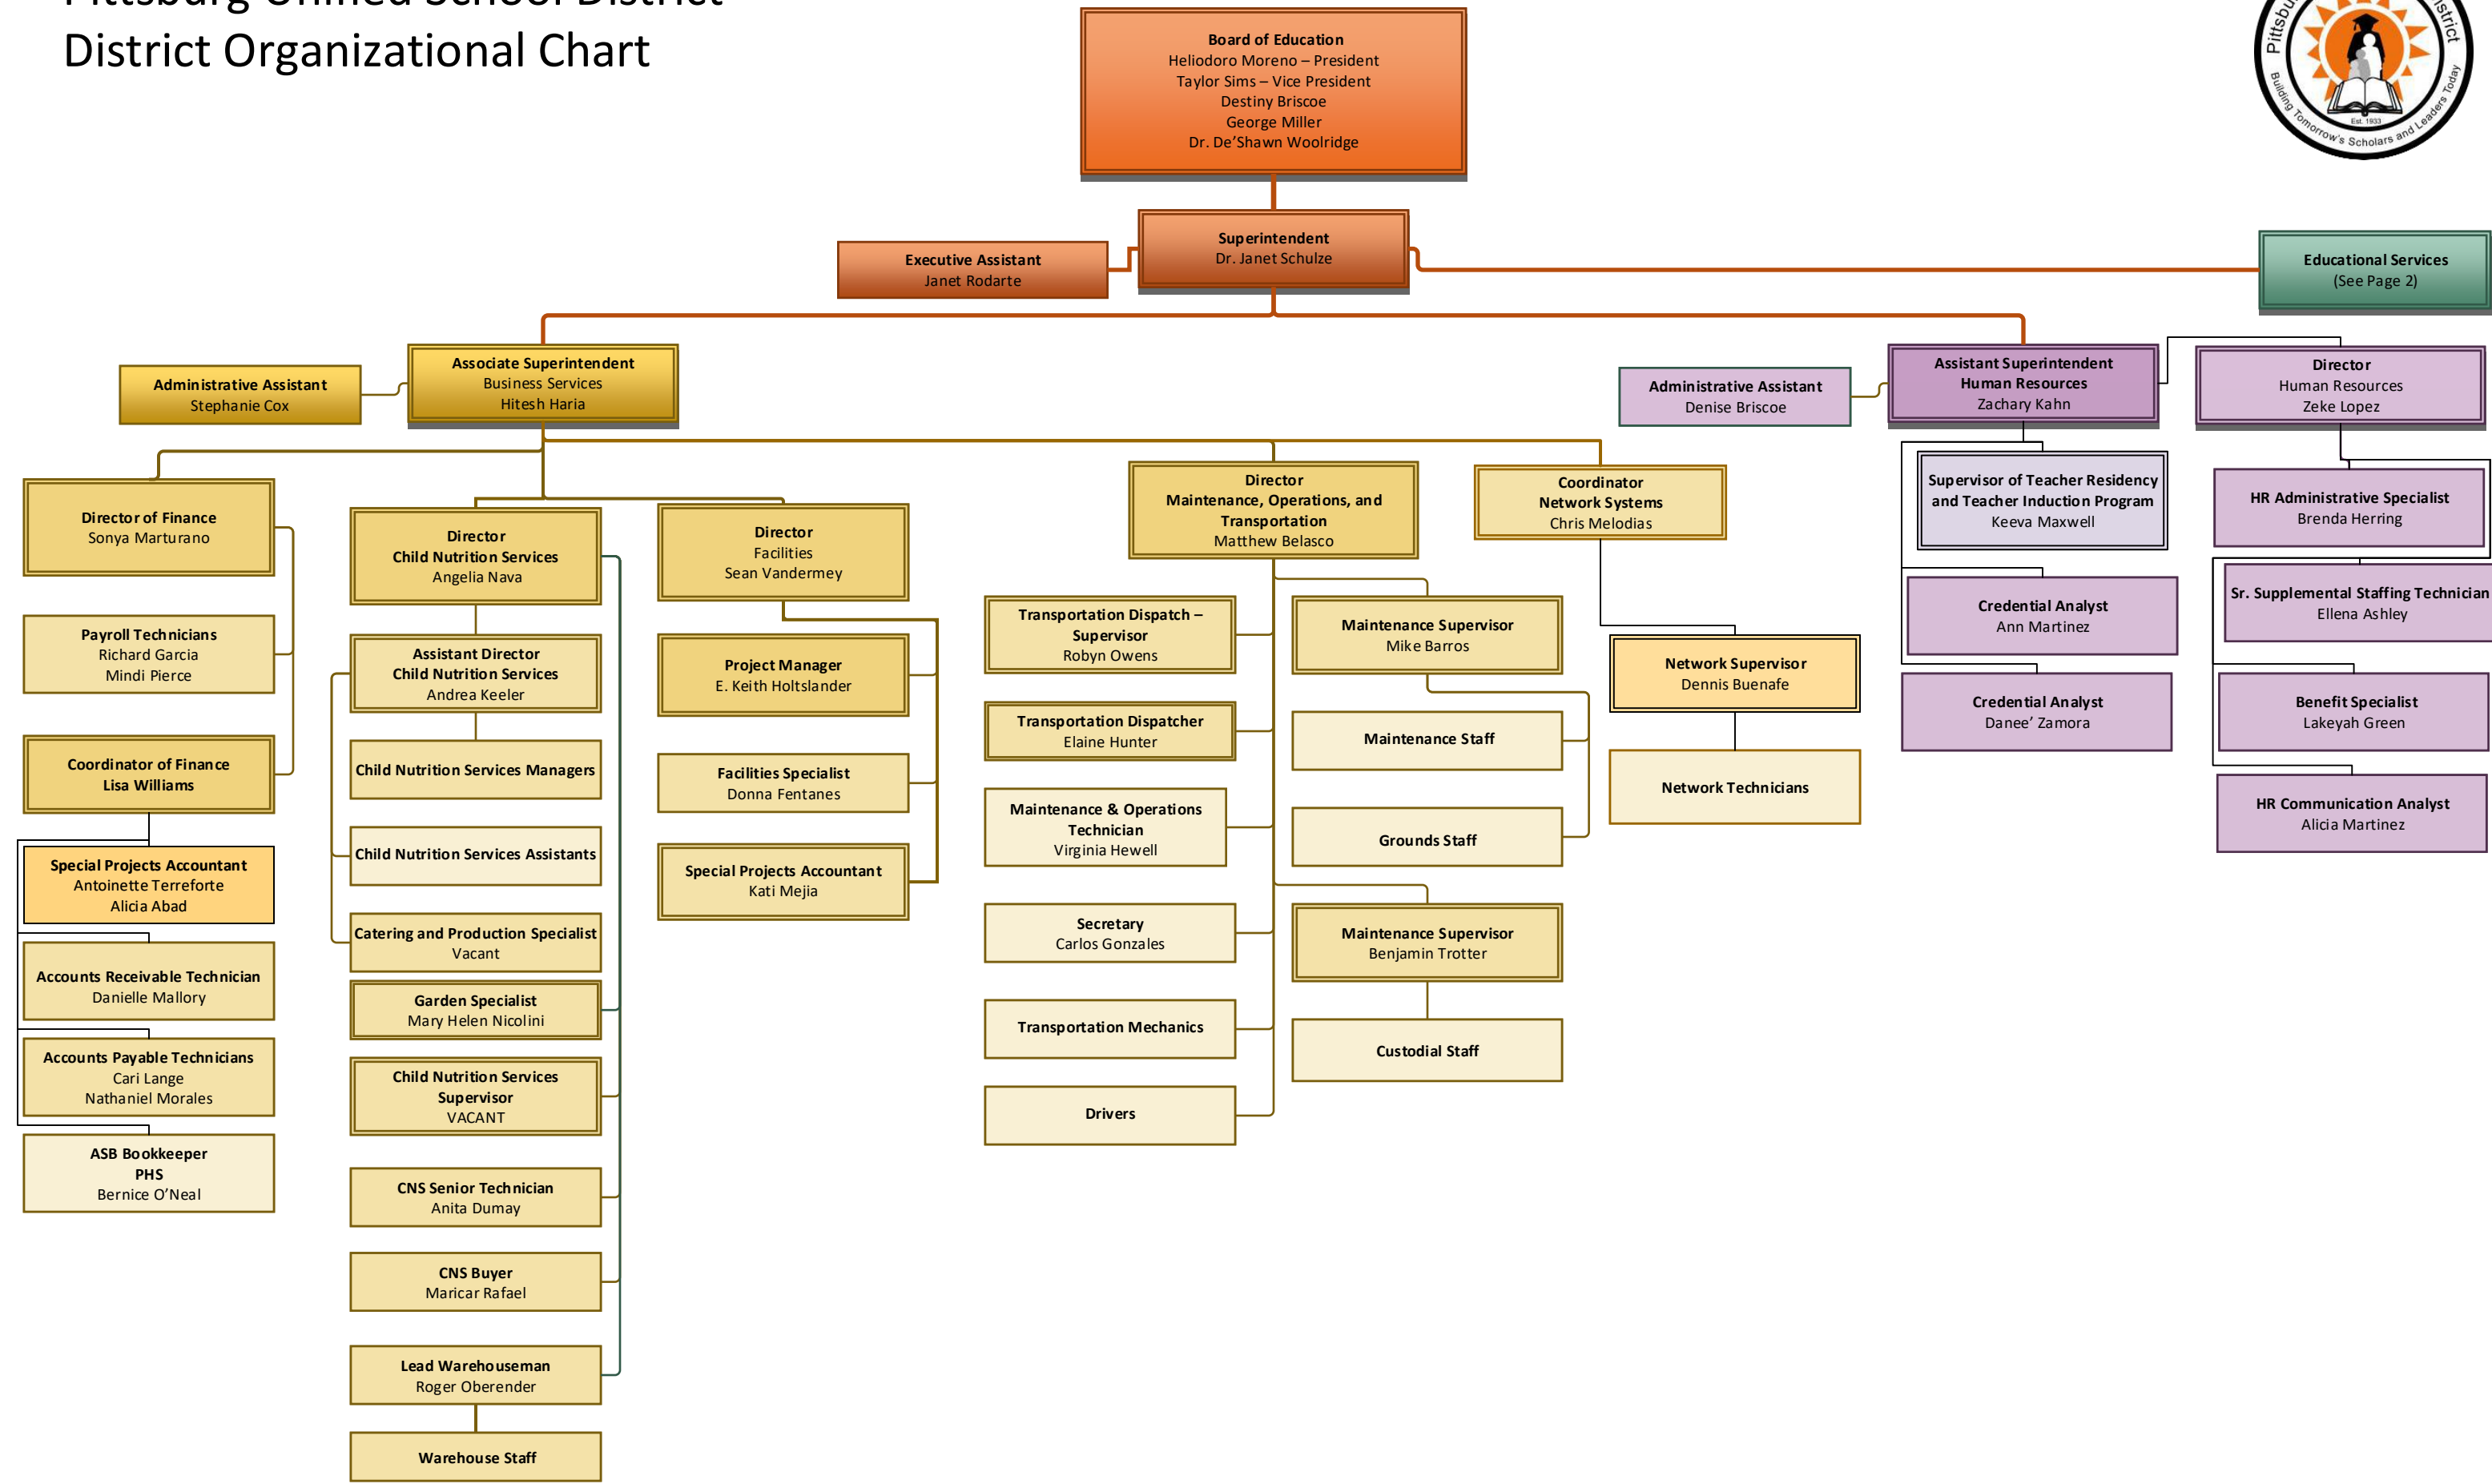 Pittsburg Unified School District
District Organizational Chart
Board of Education
Heliodoro Moreno – President
Taylor Sims – Vice President
Destiny Briscoe
George Miller
Dr. De’Shawn Woolridge
Building Tomorrow's Scholars and Leaders Today
Est. 1933
Superintendent
Dr. Janet Schulze
Executive Assistant
Janet Rodarte
Educational Services
(See Page 2)
Administrative Assistant
Stephanie Cox
Associate Superintendent
Business Services
Hitesh Haria
Administrative Assistant
Denise Briscoe
Assistant Superintendent
Human Resources
Zachary Kahn
Director
Human Resources
Zeke Lopez
Director of Finance
Sonya Marturano
Payroll Technicians
Richard Garcia
Mindi Pierce
Coordinator of Finance
Lisa Williams
Special Projects Accountant
Antoinette Terreforte
Alicia Abad
Accounts Receivable Technician
Danielle Mallory
Accounts Payable Technicians
Cari Lange
Nathaniel Morales
ASB Bookkeeper
PHS
Bernice O’Neal
Director
Child Nutrition Services
Angelia Nava
Assistant Director
Child Nutrition Services
Andrea Keeler
Child Nutrition Services Managers
Child Nutrition Services Assistants
Catering and Production Specialist
Vacant
Garden Specialist
Mary Helen Nicolini
Child Nutrition Services
Supervisor
VACANT
CNS Senior Technician
Anita Dumay
CNS Buyer
Maricar Rafael
Lead Warehouseman
Roger Oberender
Warehouse Staff
Director
Facilities
Sean Vandermey
Project Manager
E. Keith Holtslander
Facilities Specialist
Donna Fentanes
Special Projects Accountant
Kati Mejia
Director
Maintenance, Operations, and
Transportation
Matthew Belasco
Transportation Dispatch –
Supervisor
Robyn Owens
Transportation Dispatcher
Elaine Hunter
Maintenance & Operations
Technician
Virginia Hewell
Secretary
Carlos Gonzales
Transportation Mechanics
Drivers
Maintenance Supervisor
Mike Barros
Maintenance Staff
Grounds Staff
Maintenance Supervisor
Benjamin Trotter
Custodial Staff
Coordinator
Network Systems
Chris Melodias
Network Supervisor
Dennis Buenafe
Network Technicians
Supervisor of Teacher Residency
and Teacher Induction Program
Keeva Maxwell
Credential Analyst
Ann Martinez
Credential Analyst
Danee’ Zamora
HR Administrative Specialist
Brenda Herring
Sr. Supplemental Staffing Technician
Ellena Ashley
Benefit Specialist
Lakeyah Green
HR Communication Analyst
Alicia Martinez